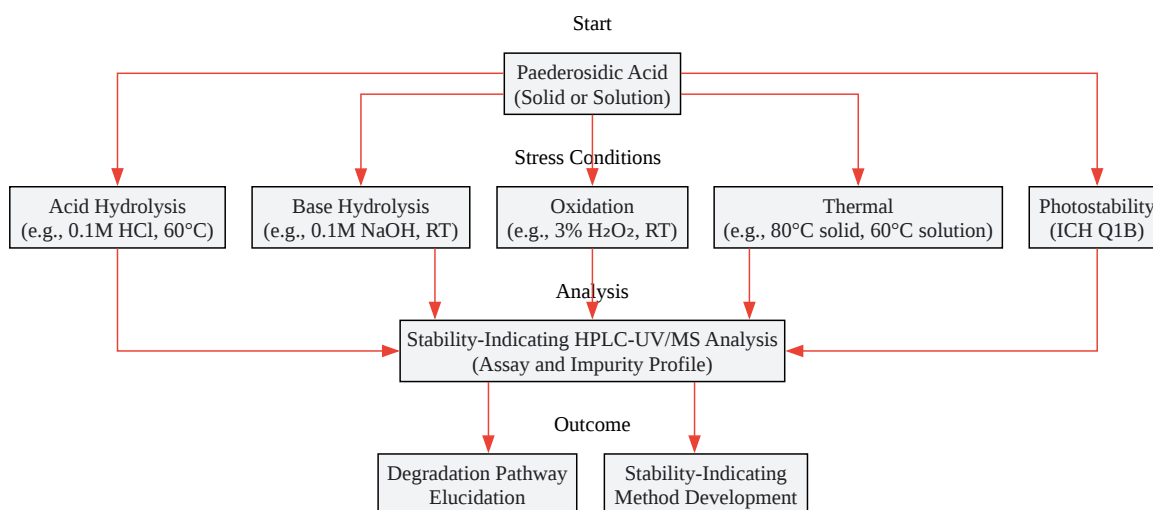 Start
Paederosidic Acid
(Solid or Solution)
Stress Conditions
Acid Hydrolysis
(e.g., 0.1M HCl, 60°C)
Base Hydrolysis
(e.g., 0.1M NaOH, RT)
Oxidation
(e.g., 3% H₂O₂, RT)
Thermal
(e.g., 80°C solid, 60°C solution)
Photostability
(ICH Q1B)
Analysis
Stability-Indicating HPLC-UV/MS Analysis
(Assay and Impurity Profile)
Outcome
Degradation Pathway
Elucidation
Stability-Indicating
Method Development